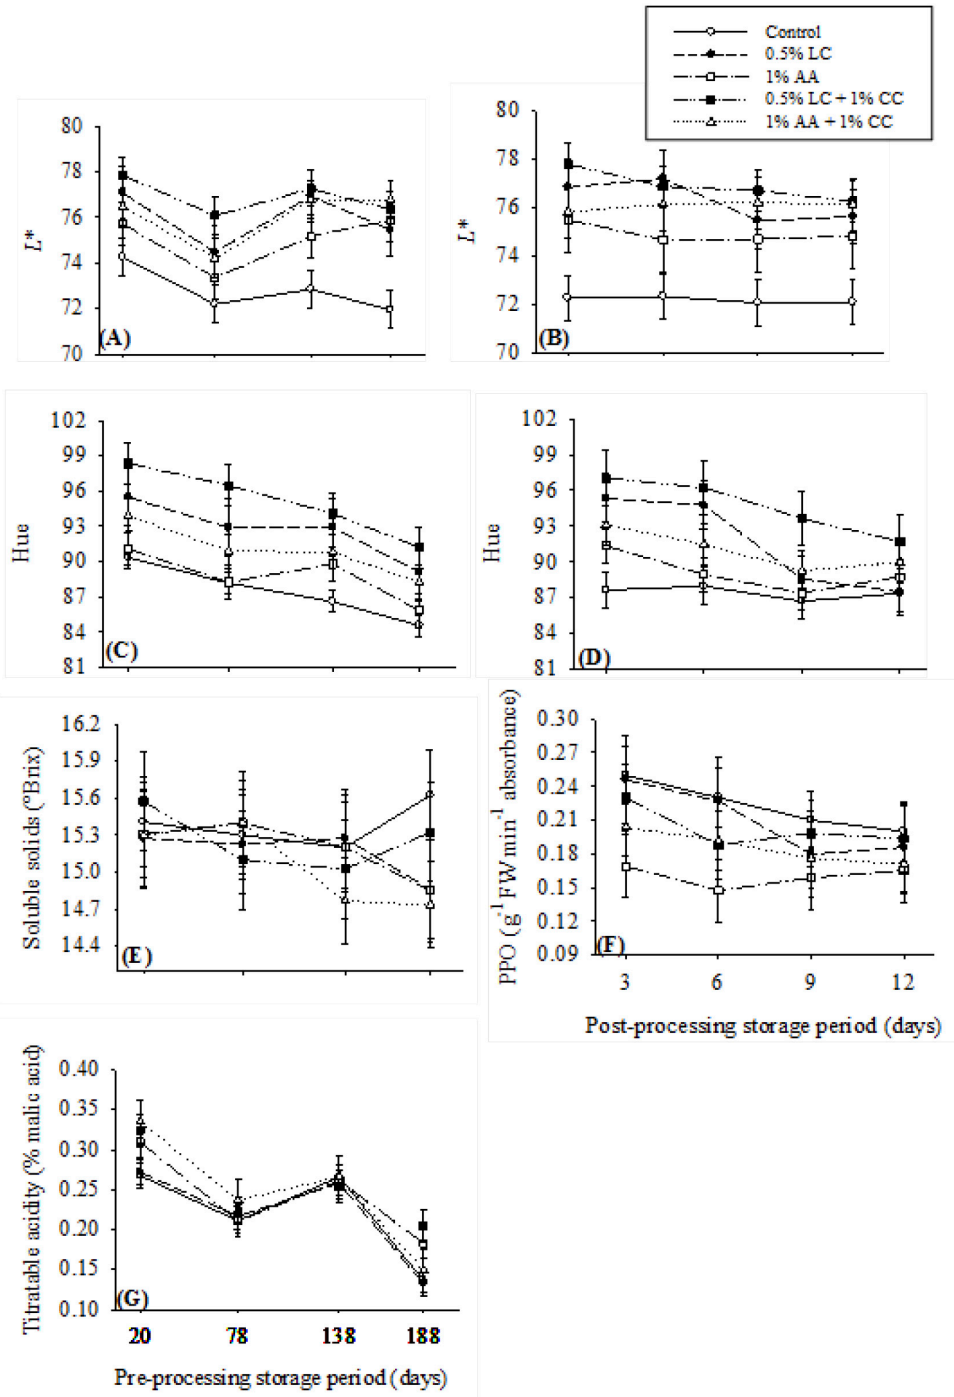 Control
0.5% LC
1% AA
0.5% LC + 1% CC
1% AA + 1% CC
80
78
76
74
72
70
L*
(A)
80
78
76
74
72
70
L*
(B)
102
99
96
93
90
87
84
81
Hue
(C)
102
99
96
93
90
87
84
81
Hue
(D)
16.2
15.9
15.6
15.3
15.0
14.7
14.4
Soluble solids (°Brix)
(E)
0.30
0.27
0.24
0.21
0.18
0.15
0.12
0.09
PPO (g⁻¹ FW min⁻¹ absorbance)
(F)
3 6 9 12
Post-processing storage period (days)
0.40
0.35
0.30
0.25
0.20
0.15
0.10
Titratable acidity (% malic acid)
(G)
20 78 138 188
Pre-processing storage period (days)